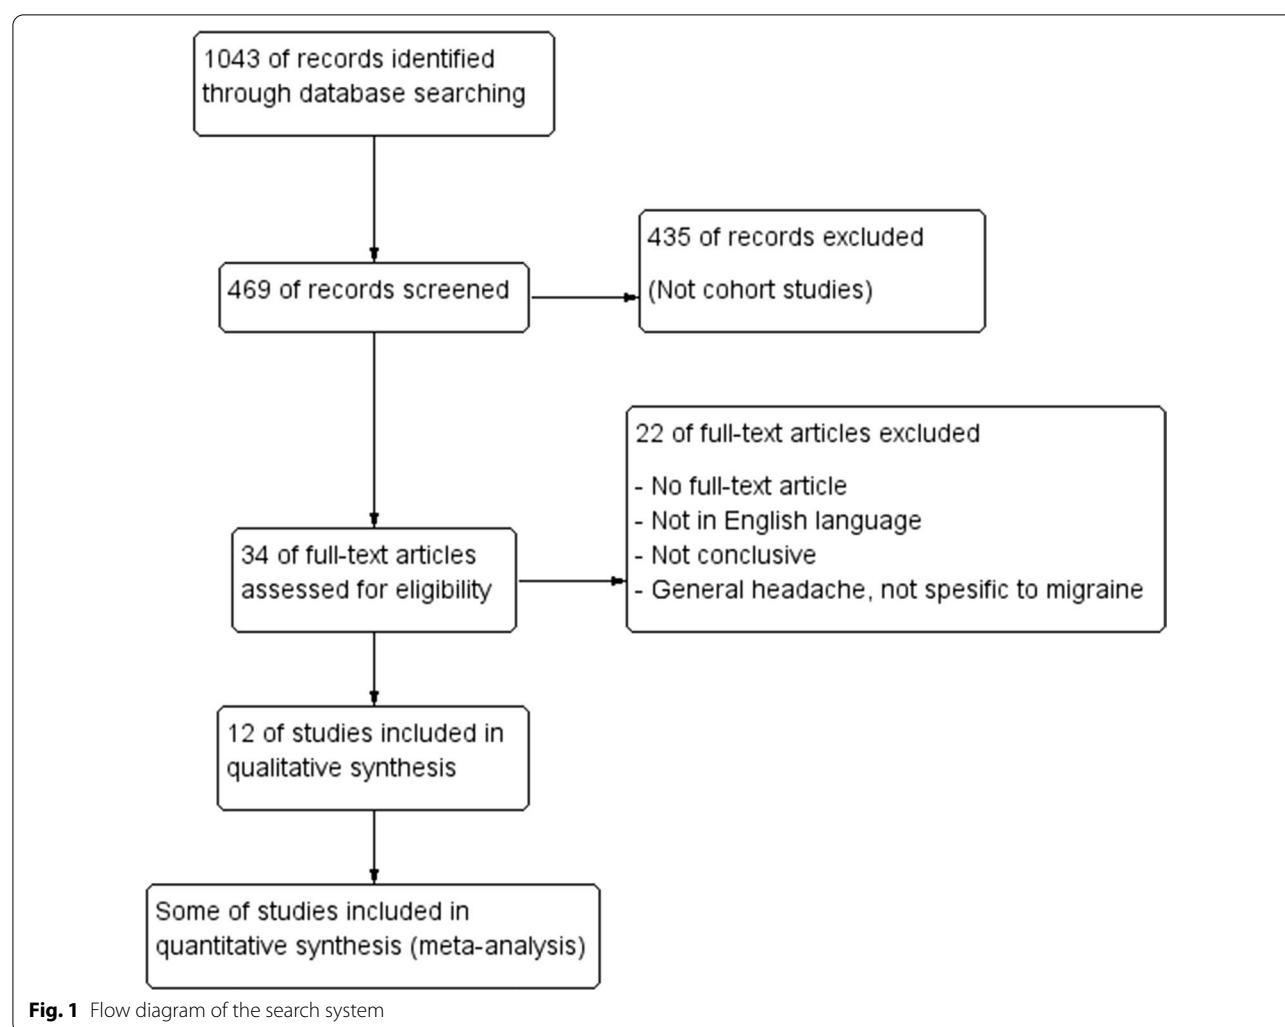 1043 of records identified
through database searching
435 of records excluded
(Not cohort studies)
469 of records screened
22 of full-text articles excluded
- No full-text article
- Not in English language
- Not conclusive
- General headache, not spesific to migraine
34 of full-text articles
assessed for eligibility
12 of studies included in
qualitative synthesis
Some of studies included in
quantitative synthesis (meta-analysis)
Fig. 1 Flow diagram of the search system